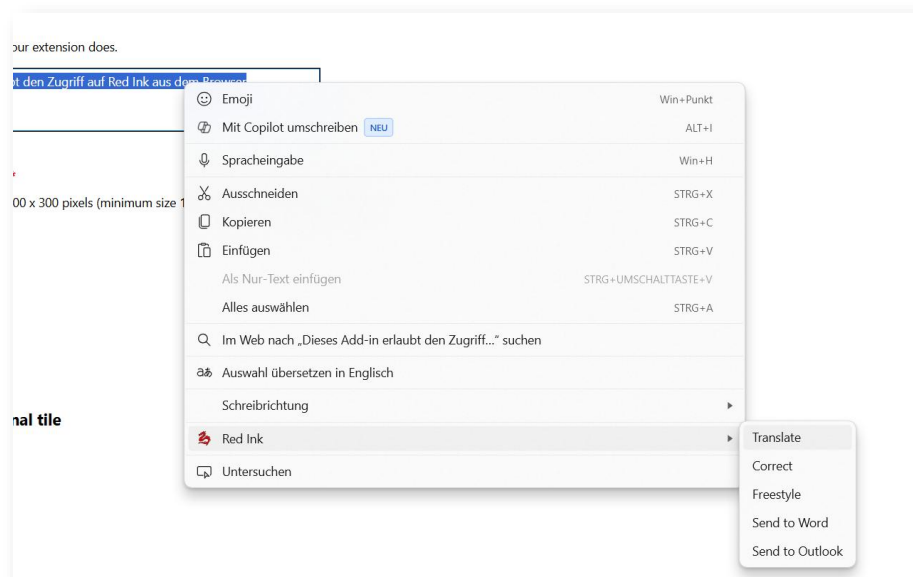 our extension does.
ot den Zugriff auf Red Ink aus dem Browser
Emoji Win+Punkt
Mit Copilot umschreiben NEU ALT+I
Spracheingabe Win+H
*
00 x 300 pixels (minimum size 1
Ausschneiden STRG+X
Kopieren STRG+C
Einfügen STRG+V
Als Nur-Text einfügen STRG+UMSCHALTTASTE+V
Alles auswählen STRG+A
Im Web nach „Dieses Add-in erlaubt den Zugriff...“ suchen
Auswahl übersetzen in Englisch
Schreibrichtung
nal tile
Red Ink
Untersuchen
Translate
Correct
Freestyle
Send to Word
Send to Outlook